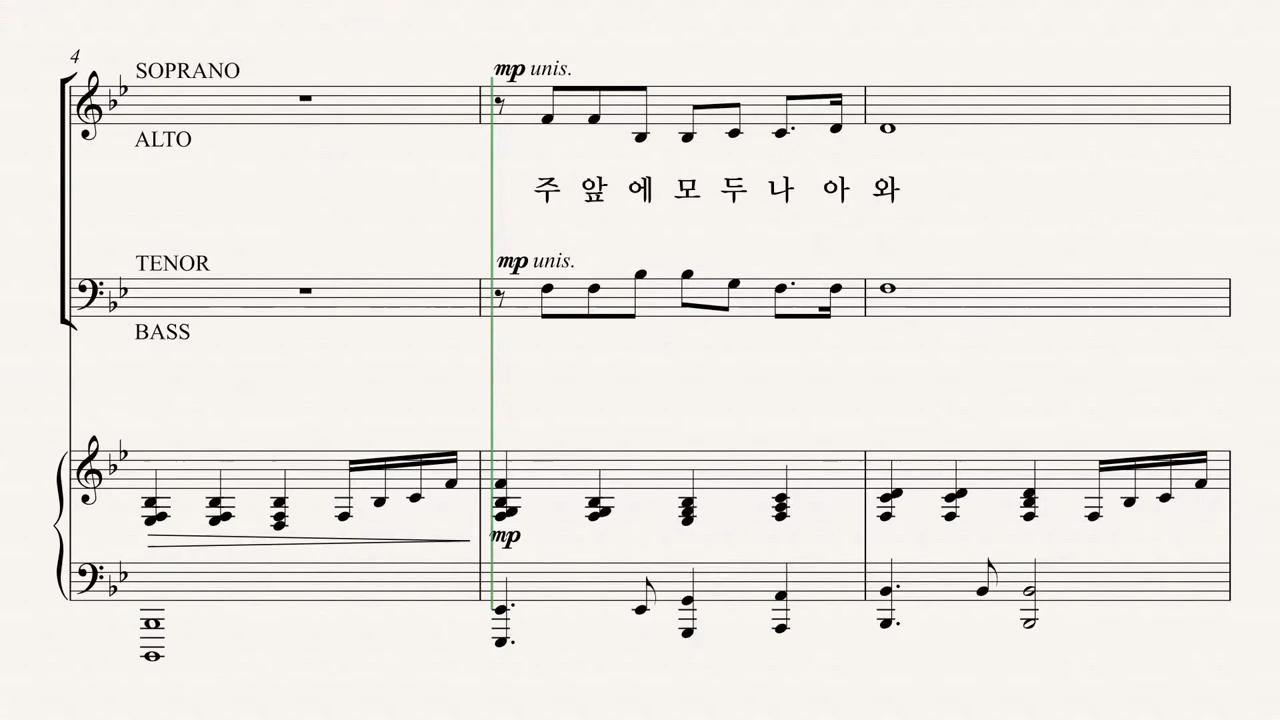 4
SOPRANO
mp unis.
ALTO
주 앞 에 모 두 나 아 와
TENOR
mp unis.
BASS
mp